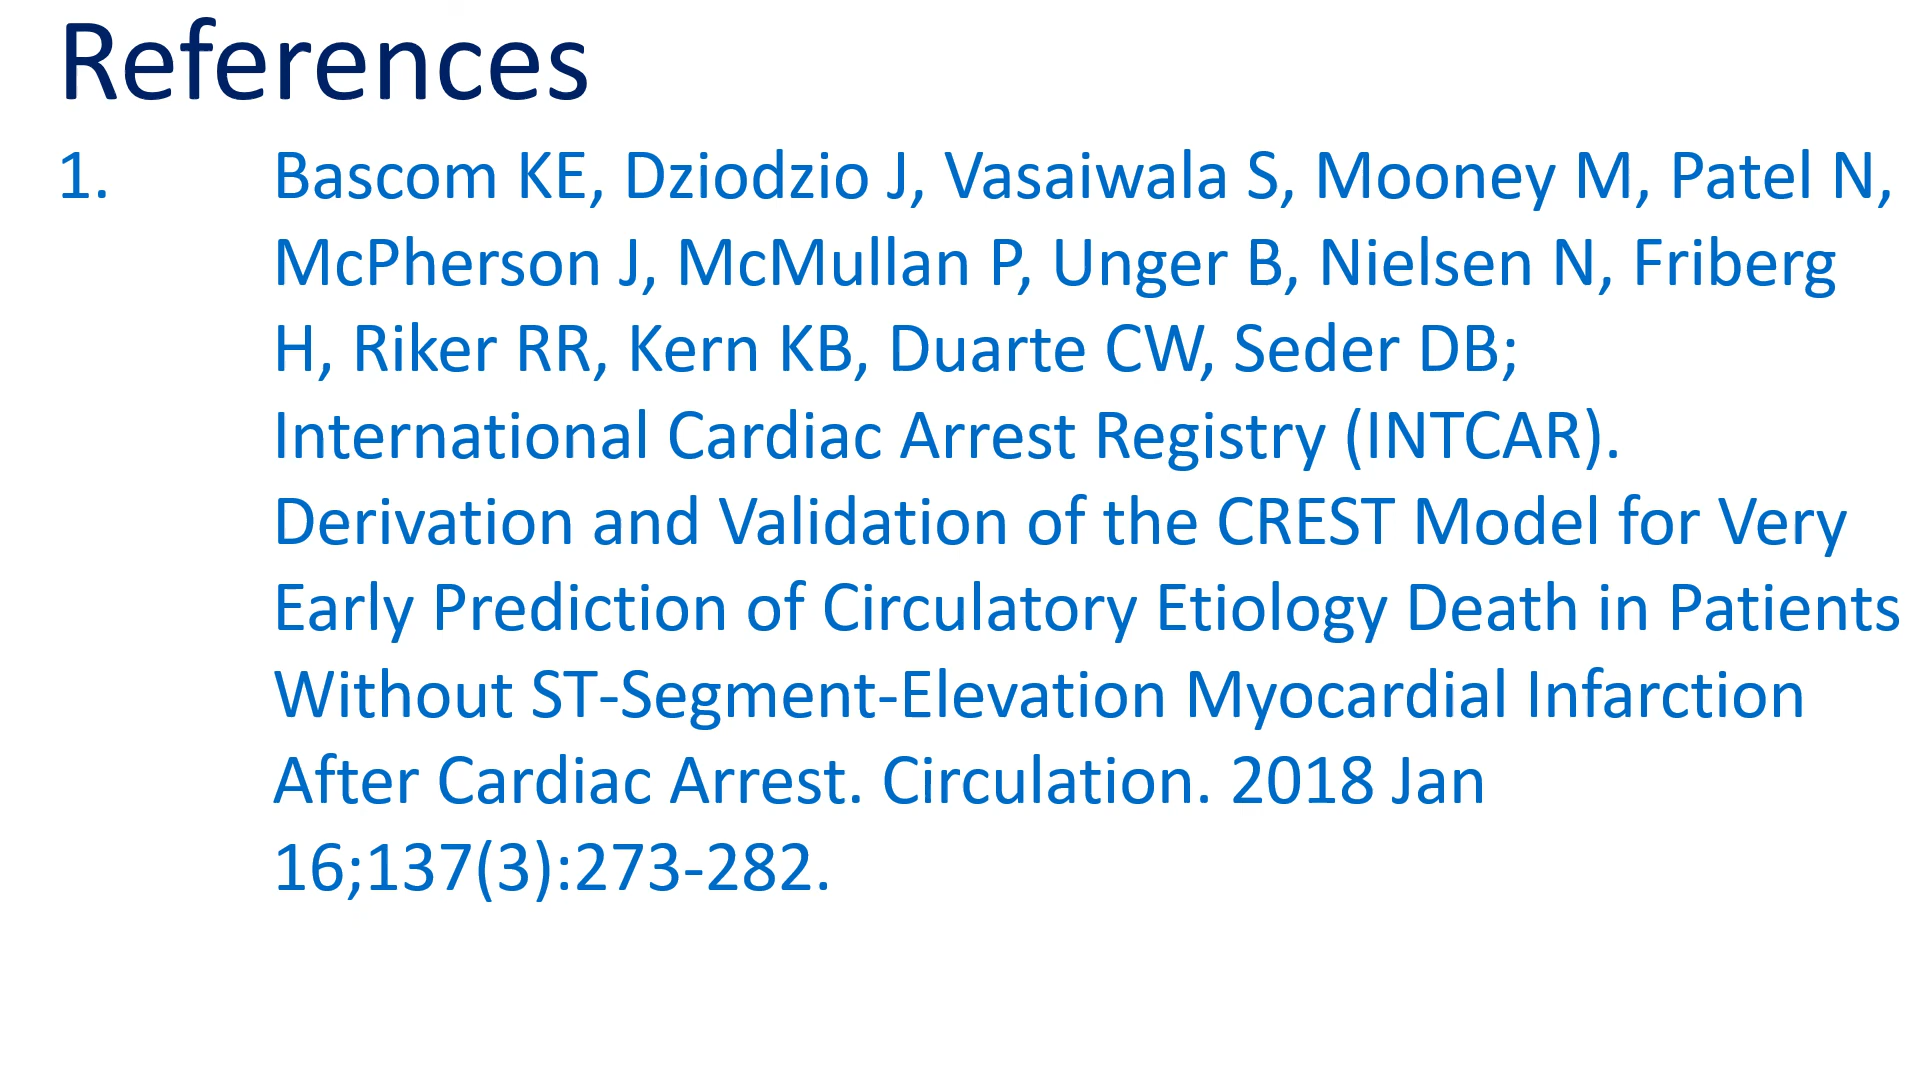 References
1. Bascom KE, Dziodzio J, Vasaiwala S, Mooney M, Patel N,
McPherson J, McMullan P, Unger B, Nielsen N, Friberg
H, Riker RR, Kern KB, Duarte CW, Seder DB;
International Cardiac Arrest Registry (INTCAR).
Derivation and Validation of the CREST Model for Very
Early Prediction of Circulatory Etiology Death in Patients
Without ST-Segment-Elevation Myocardial Infarction
After Cardiac Arrest. Circulation. 2018 Jan
16;137(3):273-282.